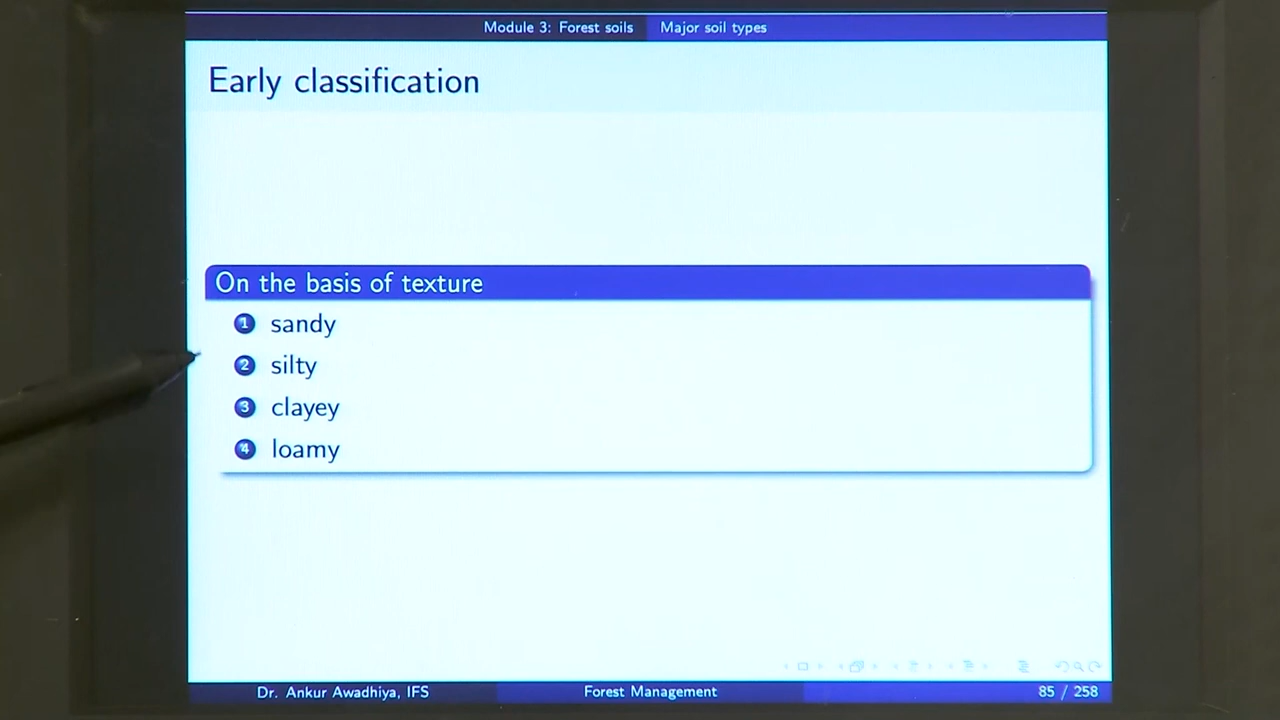 Module 3: Forest soils Major soil types
Early classification
On the basis of texture
1 sandy
2 silty
3 clayey
4 loamy
Dr. Ankur Awadhiya, IFS Forest Management 85 / 258